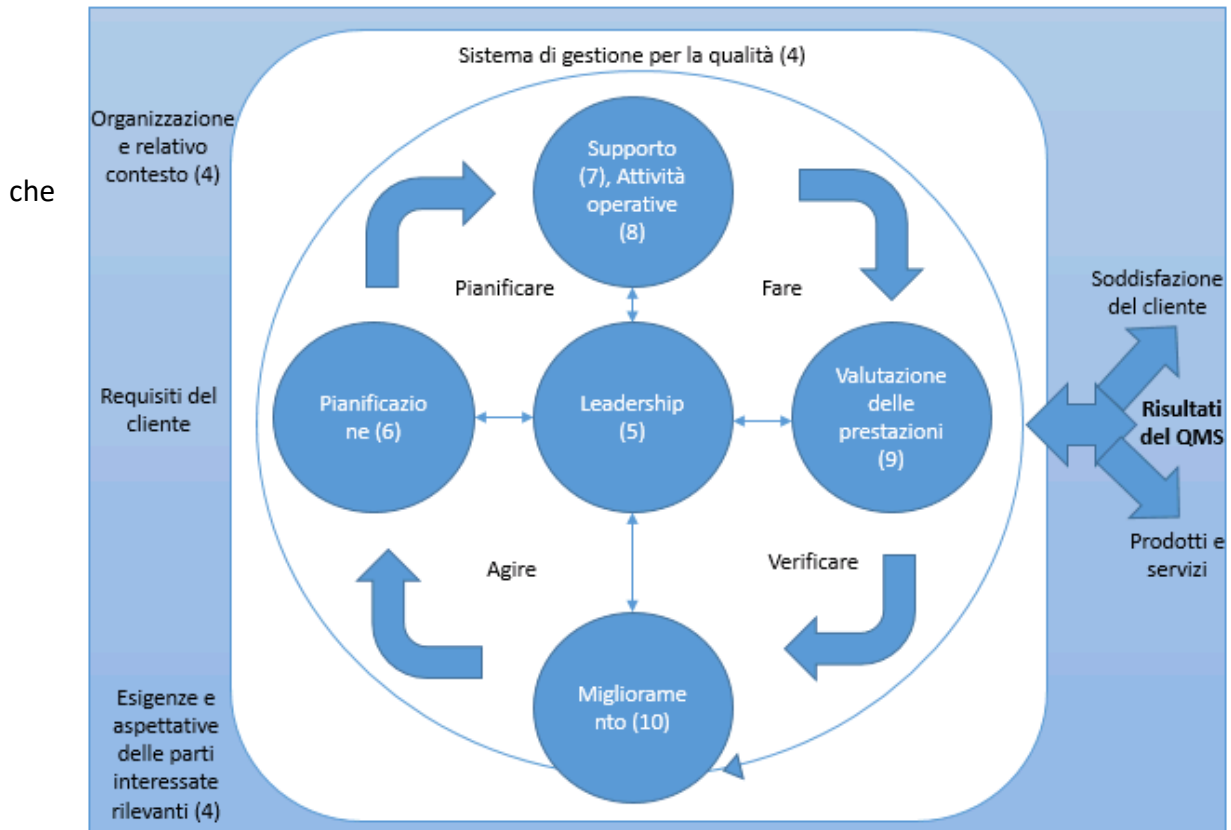 che
Sistema di gestione per la qualità (4)
Organizzazione
e relativo
contesto (4)
Requisiti del
cliente
Esigenze e
aspettative
delle parti
interessate
rilevanti (4)
Supporto
(7), Attività
operative
(8)
Pianificare
Fare
Pianificazio
ne (6)
Leadership
(5)
Valutazione
delle
prestazioni
(9)
Agire
Verificare
Migliorame
nto (10)
Soddisfazione
del cliente
Risultati
del QMS
Prodotti e
servizi